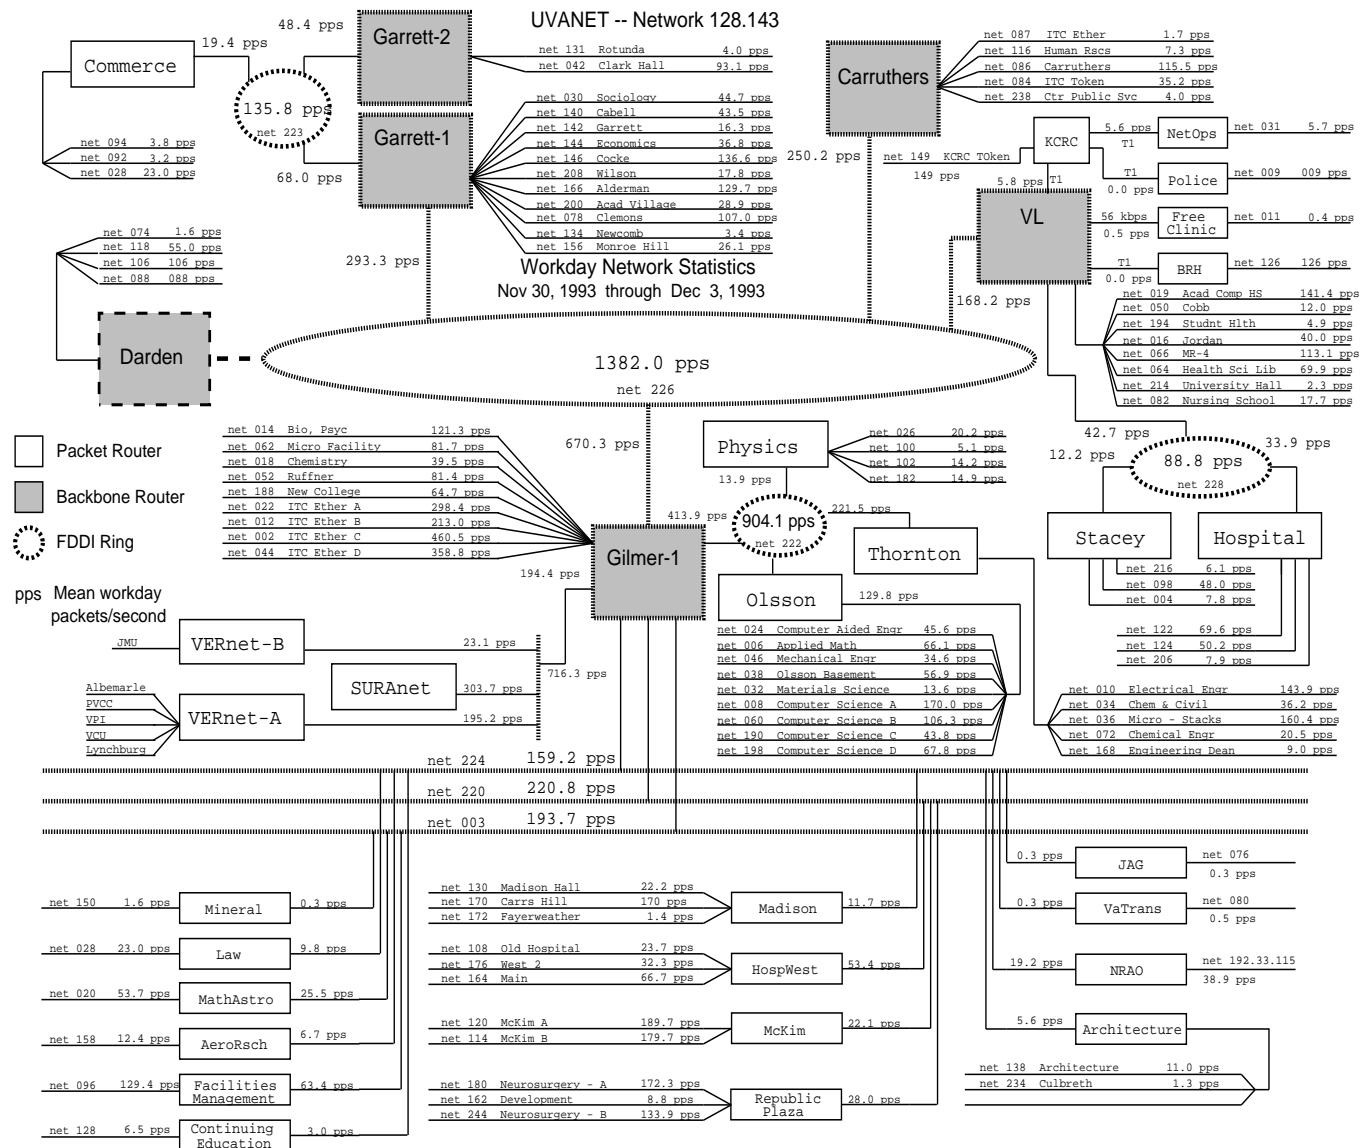 UVANET -- Network 128.143
48.4 pps
Garrett-2
19.4 pps
Commerce
135.8 pps
net 223
Garrett-1
68.0 pps
net 094 3.8 pps
net 092 3.2 pps
net 028 23.0 pps
net 131 Rotunda 4.0 pps
net 042 Clark Hall 93.1 pps
net 030 Sociology 44.7 pps
net 140 Cabell 43.5 pps
net 142 Garrett 16.3 pps
net 144 Economics 36.8 pps
net 146 Cocke 136.6 pps
net 208 Wilson 17.8 pps
net 166 Alderman 129.7 pps
net 200 Acad Village 28.9 pps
net 078 Clemons 107.0 pps
net 134 Newcomb 3.4 pps
net 156 Monroe Hill 26.1 pps
Carruthers
net 087 ITC Ether 1.7 pps
net 116 Human Rscs 7.3 pps
net 086 Carruthers 115.5 pps
net 084 ITC Token 35.2 pps
net 238 Ctr Public Svc 4.0 pps
250.2 pps
net 149 KCRC TOken
149 pps
KCRC
5.6 pps
T1
NetOps
net 031 5.7 pps
T1
0.0 pps
Police
net 009 009 pps
5.8 pps
T1
VL
56 kbps
0.5 pps
Free
Clinic
net 011 0.4 pps
T1
0.0 pps
BRH
net 126 126 pps
168.2 pps
net 019 Acad Comp HS 141.4 pps
net 050 Cobb 12.0 pps
net 194 Studnt Hlth 4.9 pps
net 016 Jordan 40.0 pps
net 066 MR-4 113.1 pps
net 064 Health Sci Lib 69.9 pps
net 214 University Hall 2.3 pps
net 082 Nursing School 17.7 pps
net 074 1.6 pps
net 118 55.0 pps
net 106 106 pps
net 088 088 pps
293.3 pps
Workday Network Statistics
Nov 30, 1993 through Dec 3, 1993
Darden
1382.0 pps
net 226
Packet Router
Backbone Router
FDDI Ring
pps Mean workday
packets/second
net 014 Bio, Psyc 121.3 pps
net 062 Micro Facility 81.7 pps
net 018 Chemistry 39.5 pps
net 052 Ruffner 81.4 pps
net 188 New College 64.7 pps
net 022 ITC Ether A 298.4 pps
net 012 ITC Ether B 213.0 pps
net 002 ITC Ether C 460.5 pps
net 044 ITC Ether D 358.8 pps
670.3 pps
Gilmer-1
194.4 pps
413.9 pps
Physics
net 026 20.2 pps
net 100 5.1 pps
net 102 14.2 pps
net 182 14.9 pps
13.9 pps
904.1 pps
net 222
221.5 pps
Thornton
Olsson
129.8 pps
42.7 pps
12.2 pps
33.9 pps
88.8 pps
net 228
Stacey
Hospital
net 216 6.1 pps
net 098 48.0 pps
net 004 7.8 pps
net 122 69.6 pps
net 124 50.2 pps
net 206 7.9 pps
JMU
VERnet-B
23.1 pps
SURAnet
303.7 pps
Albemarle
PVCC
VPI
VCU
Lynchburg
VERnet-A
195.2 pps
716.3 pps
net 024 Computer Aided Engr 45.6 pps
net 006 Applied Math 66.1 pps
net 046 Mechanical Engr 34.6 pps
net 038 Olsson Basement 56.9 pps
net 032 Materials Science 13.6 pps
net 008 Computer Science A 170.0 pps
net 060 Computer Science B 106.3 pps
net 190 Computer Science C 43.8 pps
net 198 Computer Science D 67.8 pps
net 010 Electrical Engr 143.9 pps
net 034 Chem & Civil 36.2 pps
net 036 Micro - Stacks 160.4 pps
net 072 Chemical Engr 20.5 pps
net 168 Engineering Dean 9.0 pps
net 224 159.2 pps
net 220 220.8 pps
net 003 193.7 pps
net 150 1.6 pps Mineral 0.3 pps
net 028 23.0 pps Law 9.8 pps
net 020 53.7 pps MathAstro 25.5 pps
net 158 12.4 pps AeroRsch 6.7 pps
net 096 129.4 pps Facilities
Management 63.4 pps
net 128 6.5 pps Continuing
Education 3.0 pps
net 130 Madison Hall 22.2 pps
net 170 Carrs Hill 170 pps
net 172 Fayerweather 1.4 pps
Madison
11.7 pps
net 108 Old Hospital 23.7 pps
net 176 West 2 32.3 pps
net 164 Main 66.7 pps
HospWest
53.4 pps
net 120 McKim A 189.7 pps
net 114 McKim B 179.7 pps
McKim
22.1 pps
net 180 Neurosurgery - A 172.3 pps
net 162 Development 8.8 pps
net 244 Neurosurgery - B 133.9 pps
Republic
Plaza
28.0 pps
0.3 pps
JAG
net 076
0.3 pps
0.3 pps
VaTrans
net 080
0.5 pps
19.2 pps
NRAO
net 192.33.115
38.9 pps
5.6 pps
Architecture
net 138 Architecture 11.0 pps
net 234 Culbreth 1.3 pps